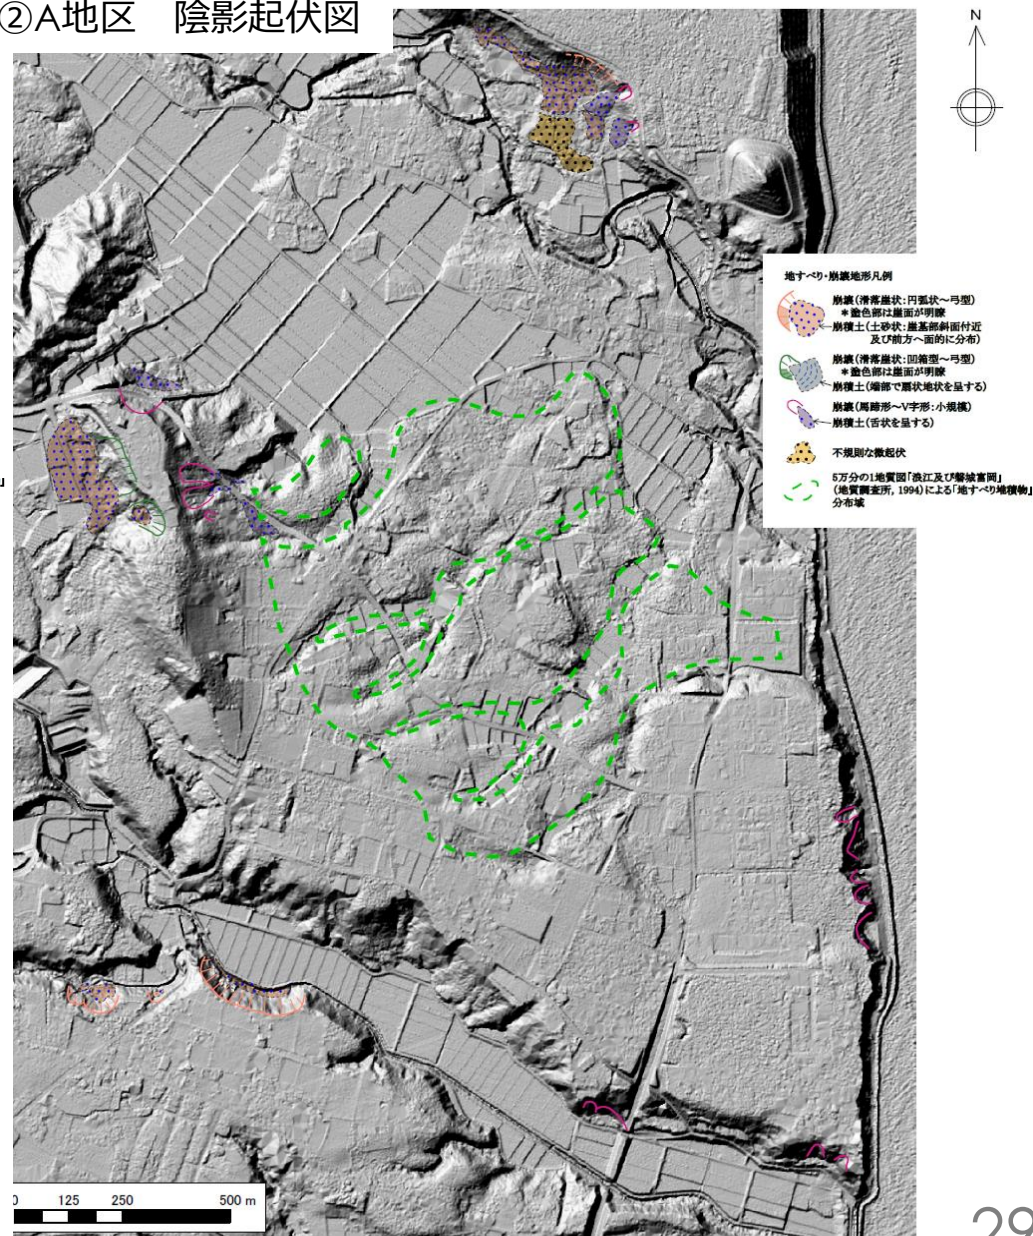 ②A地区 陰影起伏図
N
地すべり・崩壊地形凡例
崩壊(滑落崖状:円弧状~弓型)
*塗色部は崖面が明瞭
崩積土(土砂状:崖基部斜面付近
及び前方へ面的に分布)
崩壊(滑落崖状:凹箱型~弓型)
*塗色部は崖面が明瞭
崩積土(端部で扇状地状を呈する)
崩壊(馬蹄形~V字形:小規模)
崩積土(舌状を呈する)
不規則な微起伏
5万分の1地質図「浪江及び磐城富岡」
(地質調査所, 1994)による「地すべり堆積物」
分布域
」
0 125 250 500 m
29